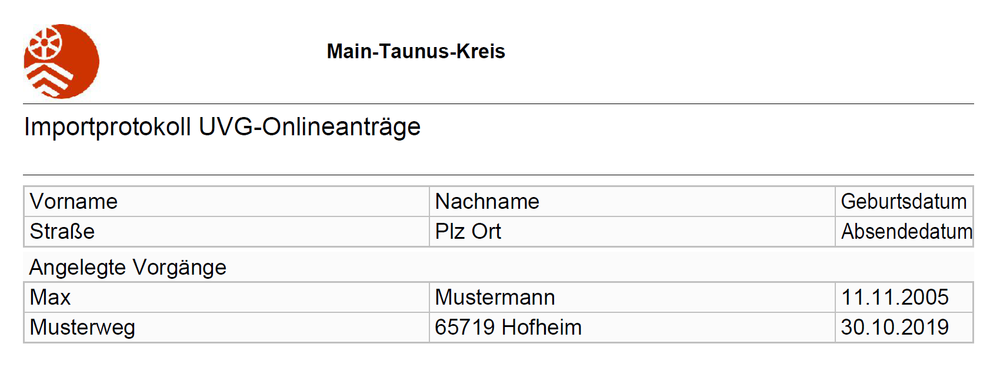 Main-Taunus-Kreis
Importprotokoll UVG-Onlineanträge
Vorname Nachname Geburtsdatum
Straße Plz Ort Absendedatum
Angelegte Vorgänge
Max Mustermann 11.11.2005
Musterweg 65719 Hofheim 30.10.2019